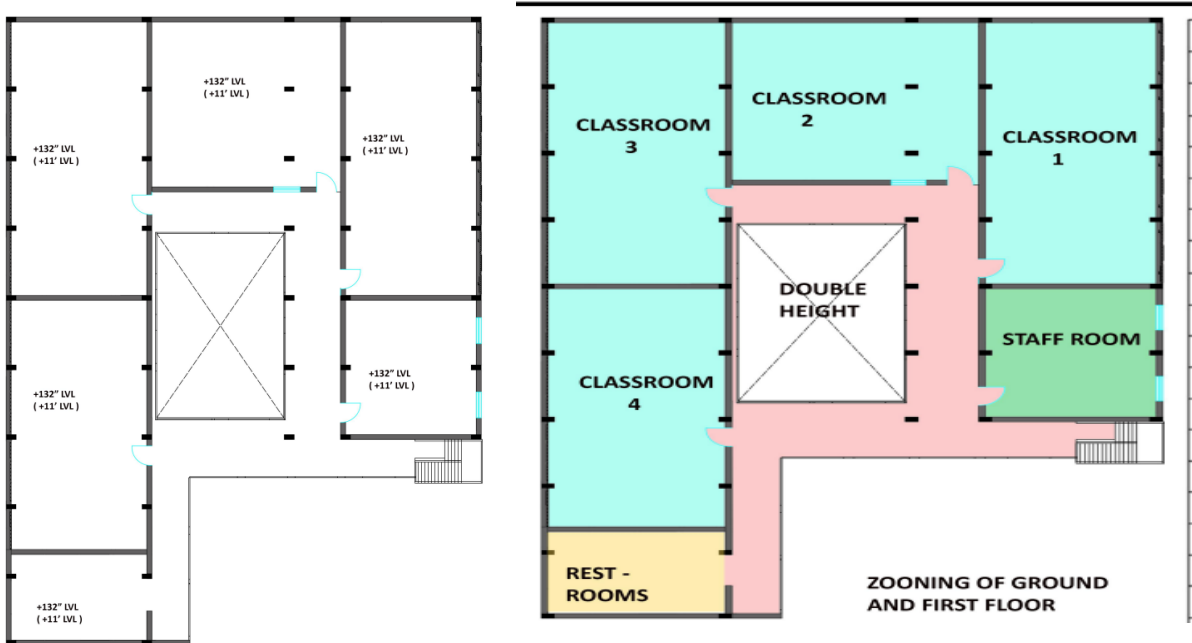 +132" LVL
( +11' LVL )
+132" LVL
( +11' LVL )
+132" LVL
( +11' LVL )
+132" LVL
( +11' LVL )
+132" LVL
( +11' LVL )
+132" LVL
( +11' LVL )
CLASSROOM
2
CLASSROOM
3
CLASSROOM
1
DOUBLE
HEIGHT
STAFF ROOM
CLASSROOM
4
REST -
ROOMS
ZOONING OF GROUND
AND FIRST FLOOR